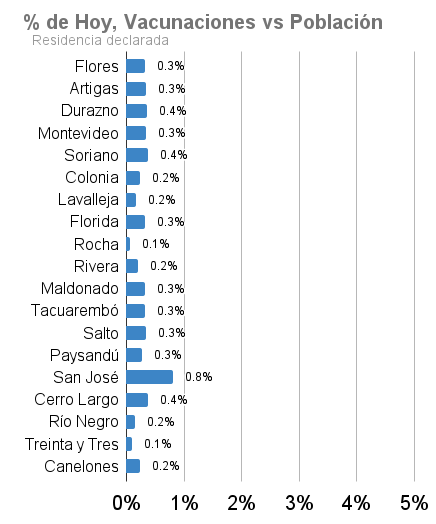 % de Hoy, Vacunaciones vs Población
Residencia declarada
Flores 0.3%
Artigas 0.3%
Durazno 0.4%
Montevideo 0.3%
Soriano 0.4%
Colonia 0.2%
Lavalleja 0.2%
Florida 0.3%
Rocha 0.1%
Rivera 0.2%
Maldonado 0.3%
Tacuarembó 0.3%
Salto 0.3%
Paysandú 0.3%
San José 0.8%
Cerro Largo 0.4%
Río Negro 0.2%
Treinta y Tres 0.1%
Canelones 0.2%
0% 1% 2% 3% 4% 5%